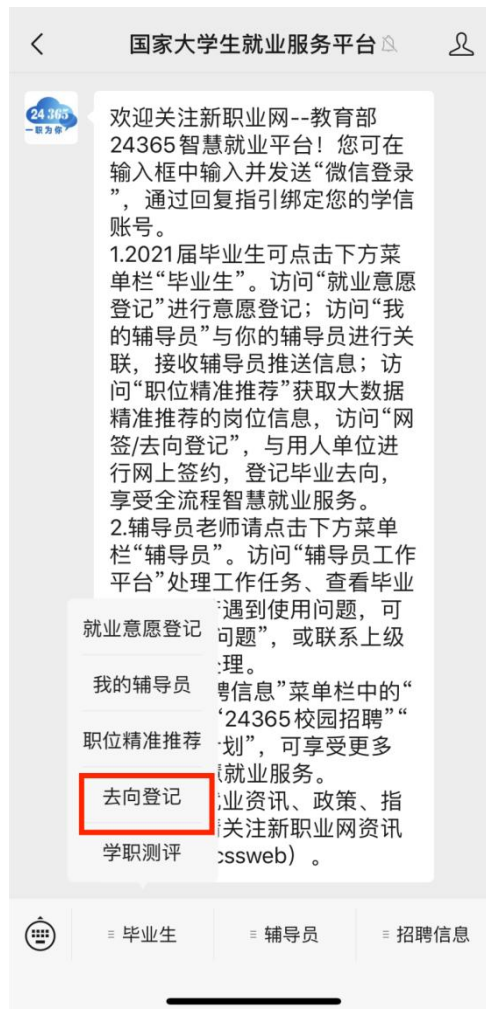 国家大学生就业服务平台
24 365
一职为你
欢迎关注新职业网--教育部
24365智慧就业平台！您可在
输入框中输入并发送“微信登录
”，通过回复指引绑定您的学信
账号。
1.2021届毕业生可点击下方菜
单栏“毕业生”。访问“就业意愿
登记”进行意愿登记；访问“我
的辅导员”与你的辅导员进行关
联，接收辅导员推送信息；访
问“职位精准推荐”获取大数据
精准推荐的岗位信息，访问“网
签/去向登记”，与用人单位进
行网上签约，登记毕业去向，
享受全流程智慧就业服务。
2.辅导员老师请点击下方菜单
栏“辅导员”。访问“辅导员工作
平台”处理工作任务、查看毕业
遇到使用问题，可
问题”，或联系上级
理。
聘信息”菜单栏中的“
“24365校园招聘”“
划”，可享受更多
就业服务。
业资讯、政策、指
关注新职业网资讯
cssweb）。
就业意愿登记
我的辅导员
职位精准推荐
去向登记
学职测评
毕业生
辅导员
招聘信息